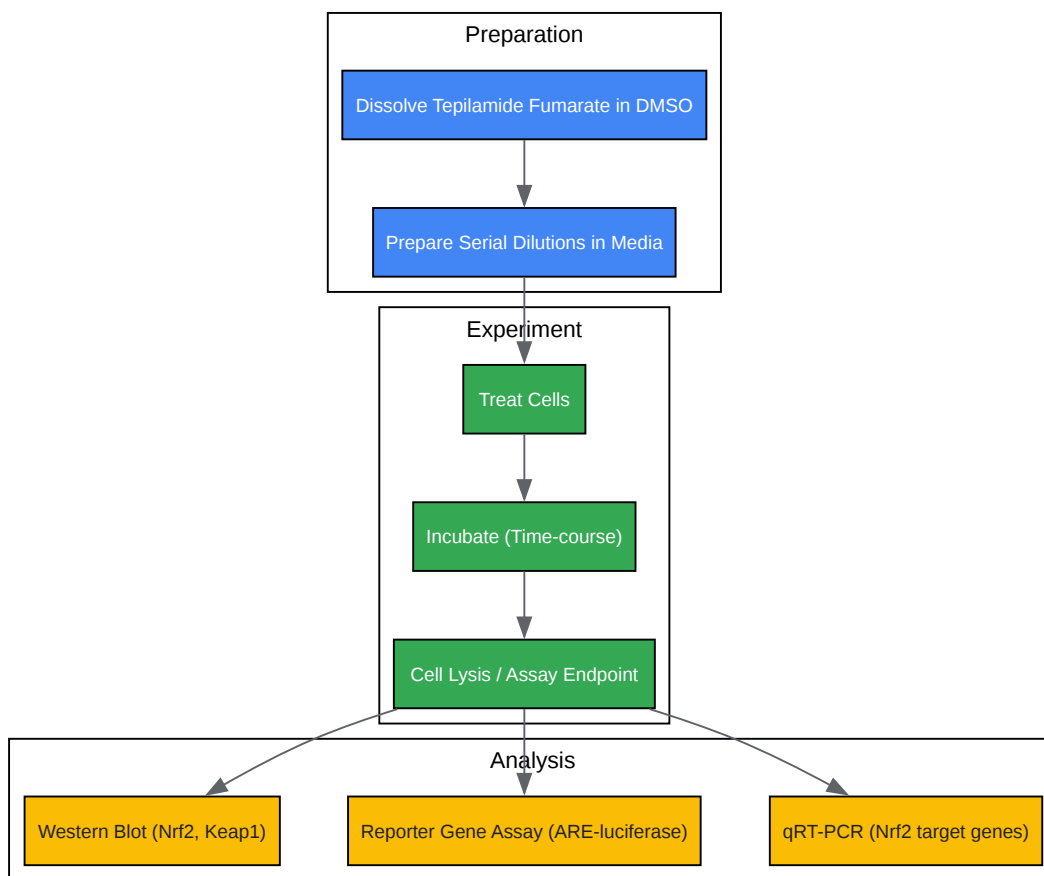 Preparation
Dissolve Tepilamide Fumarate in DMSO
Prepare Serial Dilutions in Media
Experiment
Treat Cells
Incubate (Time-course)
Cell Lysis / Assay Endpoint
Analysis
Western Blot (Nrf2, Keap1)
Reporter Gene Assay (ARE-luciferase)
qRT-PCR (Nrf2 target genes)